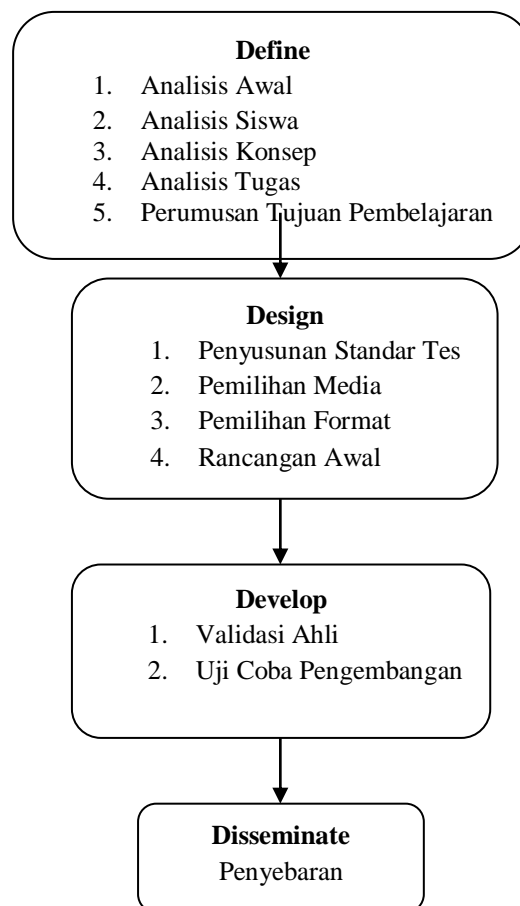 Define
1. Analisis Awal
2. Analisis Siswa
3. Analisis Konsep
4. Analisis Tugas
5. Perumusan Tujuan Pembelajaran
Design
1. Penyusunan Standar Tes
2. Pemilihan Media
3. Pemilihan Format
4. Rancangan Awal
Develop
1. Validasi Ahli
2. Uji Coba Pengembangan
Disseminate
Penyebaran